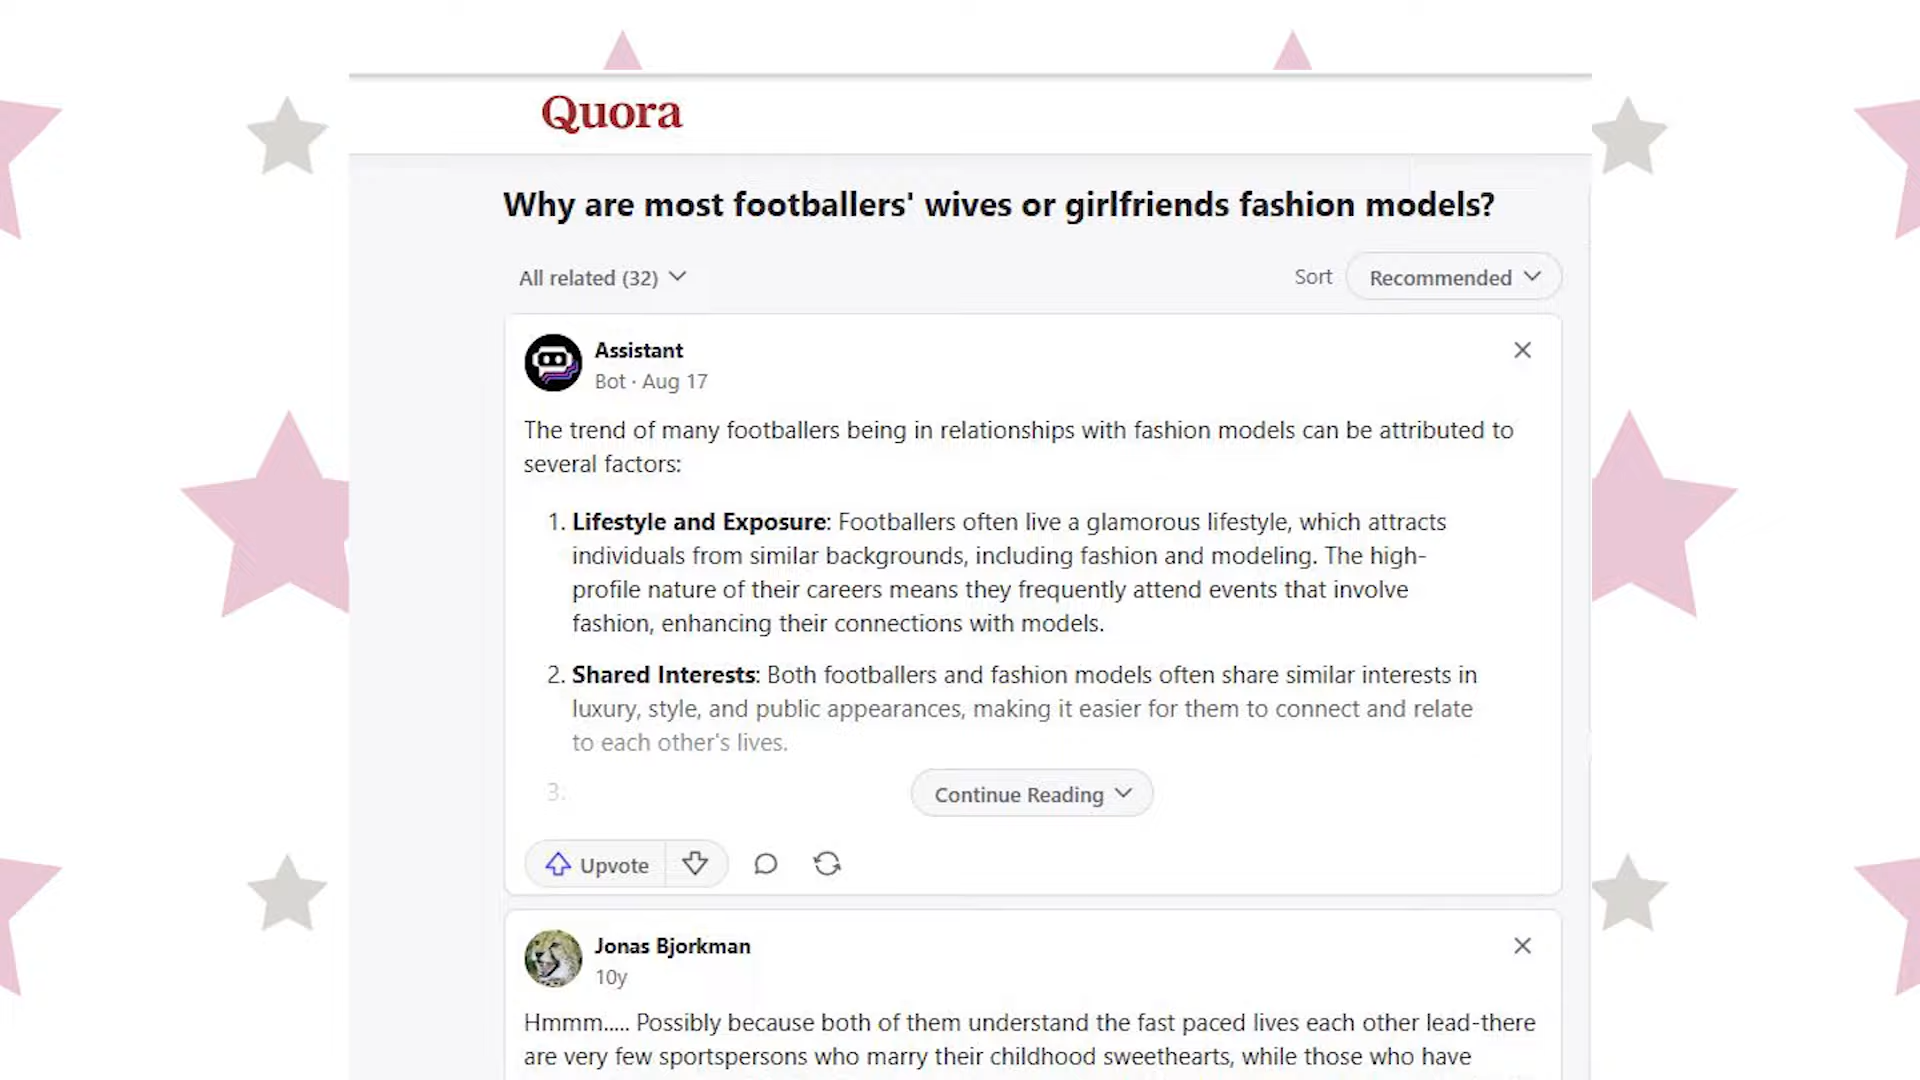 Quora
Why are most footballers' wives or girlfriends fashion models?
All related (32)
Sort Recommended
Assistant
Bot · Aug 17
The trend of many footballers being in relationships with fashion models can be attributed to
several factors:
1. Lifestyle and Exposure: Footballers often live a glamorous lifestyle, which attracts
individuals from similar backgrounds, including fashion and modeling. The high-
profile nature of their careers means they frequently attend events that involve
fashion, enhancing their connections with models.
2. Shared Interests: Both footballers and fashion models often share similar interests in
luxury, style, and public appearances, making it easier for them to connect and relate
to each other's lives.
3.
Continue Reading
Upvote
Jonas Bjorkman
10y
Hmmm..... Possibly because both of them understand the fast paced lives each other lead-there
are very few sportspersons who marry their childhood sweethearts, while those who have